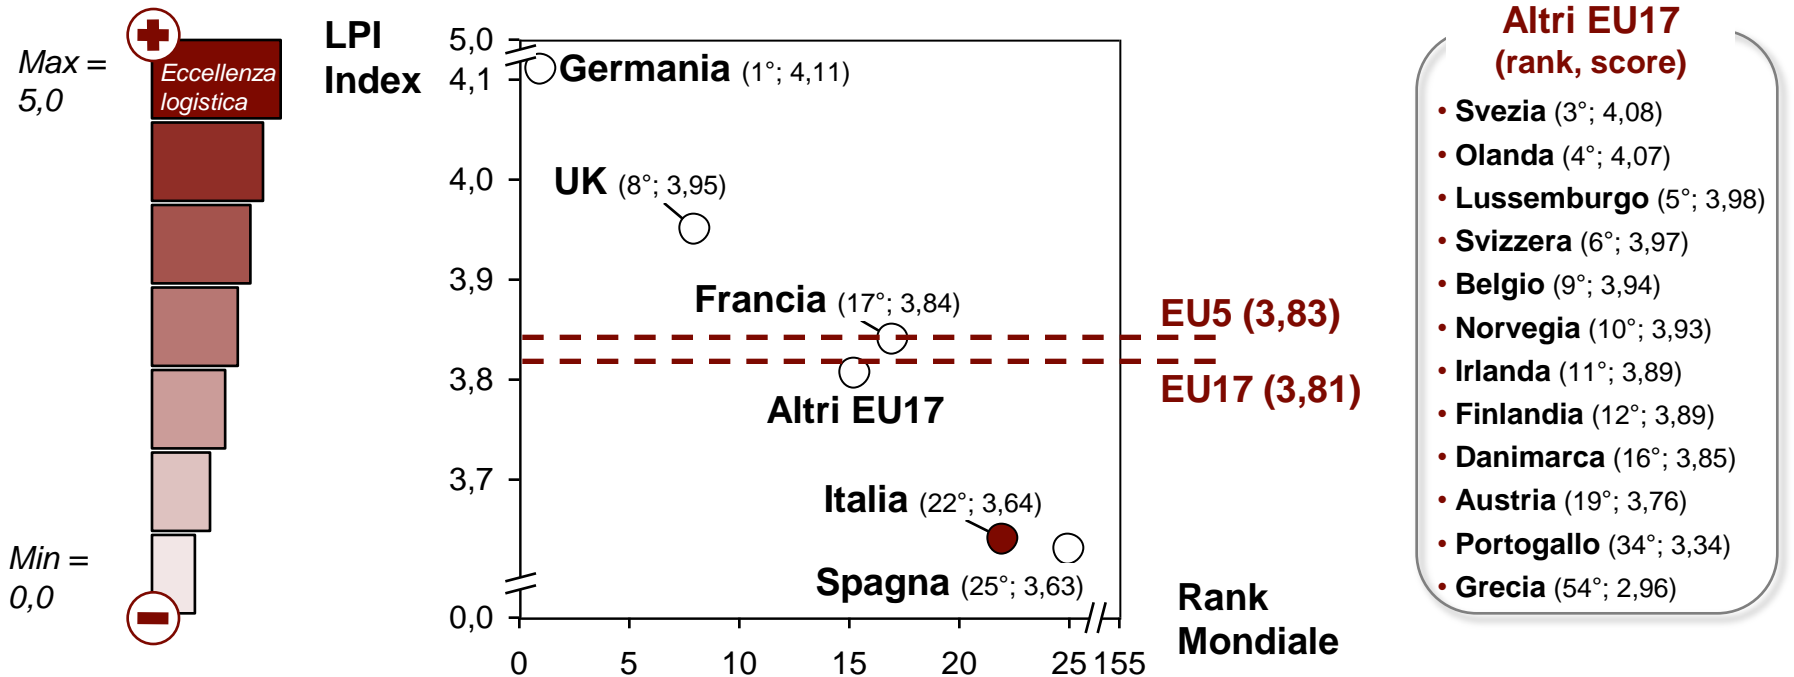 Max =
5,0
Eccellenza
logistica
Min =
0,0
LPI
Index
5,0
4,1
4,0
3,9
3,8
3,7
0,0
Germania (1°; 4,11)
UK (8°; 3,95)
Francia (17°; 3,84)
Altri EU17
Italia (22°; 3,64)
Spagna (25°; 3,63)
0 5 10 15 20 25 155
EU5 (3,83)
EU17 (3,81)
Rank
Mondiale
Altri EU17
(rank, score)
• Svezia (3°; 4,08)
• Olanda (4°; 4,07)
• Lussemburgo (5°; 3,98)
• Svizzera (6°; 3,97)
• Belgio (9°; 3,94)
• Norvegia (10°; 3,93)
• Irlanda (11°; 3,89)
• Finlandia (12°; 3,89)
• Danimarca (16°; 3,85)
• Austria (19°; 3,76)
• Portogallo (34°; 3,34)
• Grecia (54°; 2,96)